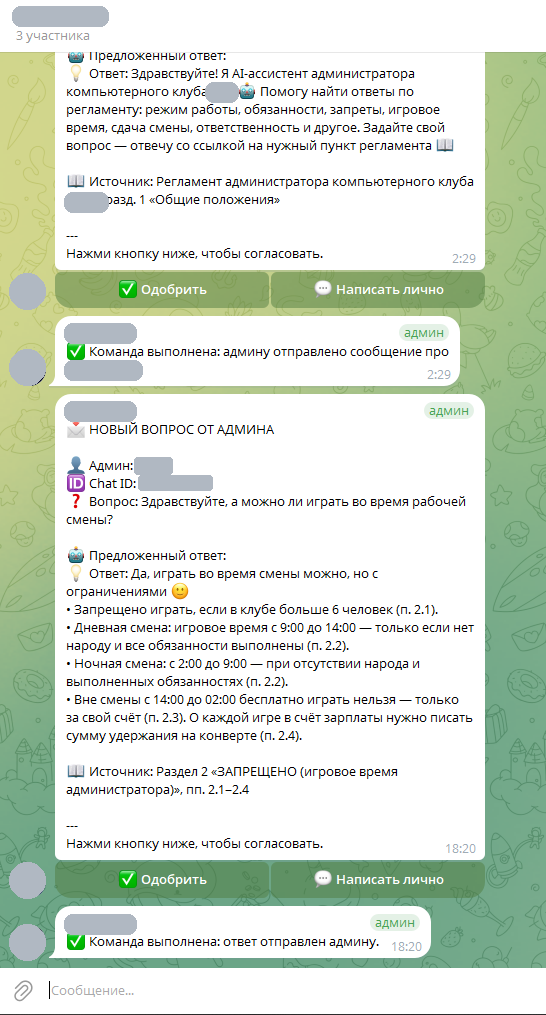 3 участника
🤖 Предложенный ответ:
💡 Ответ: Здравствуйте! Я AI-ассистент администратора
компьютерного клуба 🤖 Помогу найти ответы по
регламенту: режим работы, обязанности, запреты, игровое
время, сдача смены, ответственность и другое. Задайте свой
вопрос — отвечу со ссылкой на нужный пункт регламента 📖
📖 Источник: Регламент администратора компьютерного клуба
разд. 1 «Общие положения»
---
Нажми кнопку ниже, чтобы согласовать.
2:29
✅ Одобрить
💬 Написать лично
админ
✅ Команда выполнена: админу отправлено сообщение про
2:29
админ
📩 НОВЫЙ ВОПРОС ОТ АДМИНА
👤 Админ:
🆔 Chat ID:
❓ Вопрос: Здравствуйте, а можно ли играть во время рабочей
смены?
🤖 Предложенный ответ:
💡 Ответ: Да, играть во время смены можно, но с
ограничениями 🙂
• Запрещено играть, если в клубе больше 6 человек (п. 2.1).
• Дневная смена: игровое время с 9:00 до 14:00 — только если нет
народу и все обязанности выполнены (п. 2.2).
• Ночная смена: с 2:00 до 9:00 — при отсутствии народа и
выполненных обязанностях (п. 2.2).
• Вне смены с 14:00 до 02:00 бесплатно играть нельзя — только
за свой счёт (п. 2.3). О каждой игре в счёт зарплаты нужно писать
сумму удержания на конверте (п. 2.4).
📖 Источник: Раздел 2 «ЗАПРЕЩЕНО (игровое время
администратора)», пп. 2.1–2.4
---
Нажми кнопку ниже, чтобы согласовать.
18:20
✅ Одобрить
💬 Написать лично
админ
✅ Команда выполнена: ответ отправлен админу.
18:20
Сообщение...